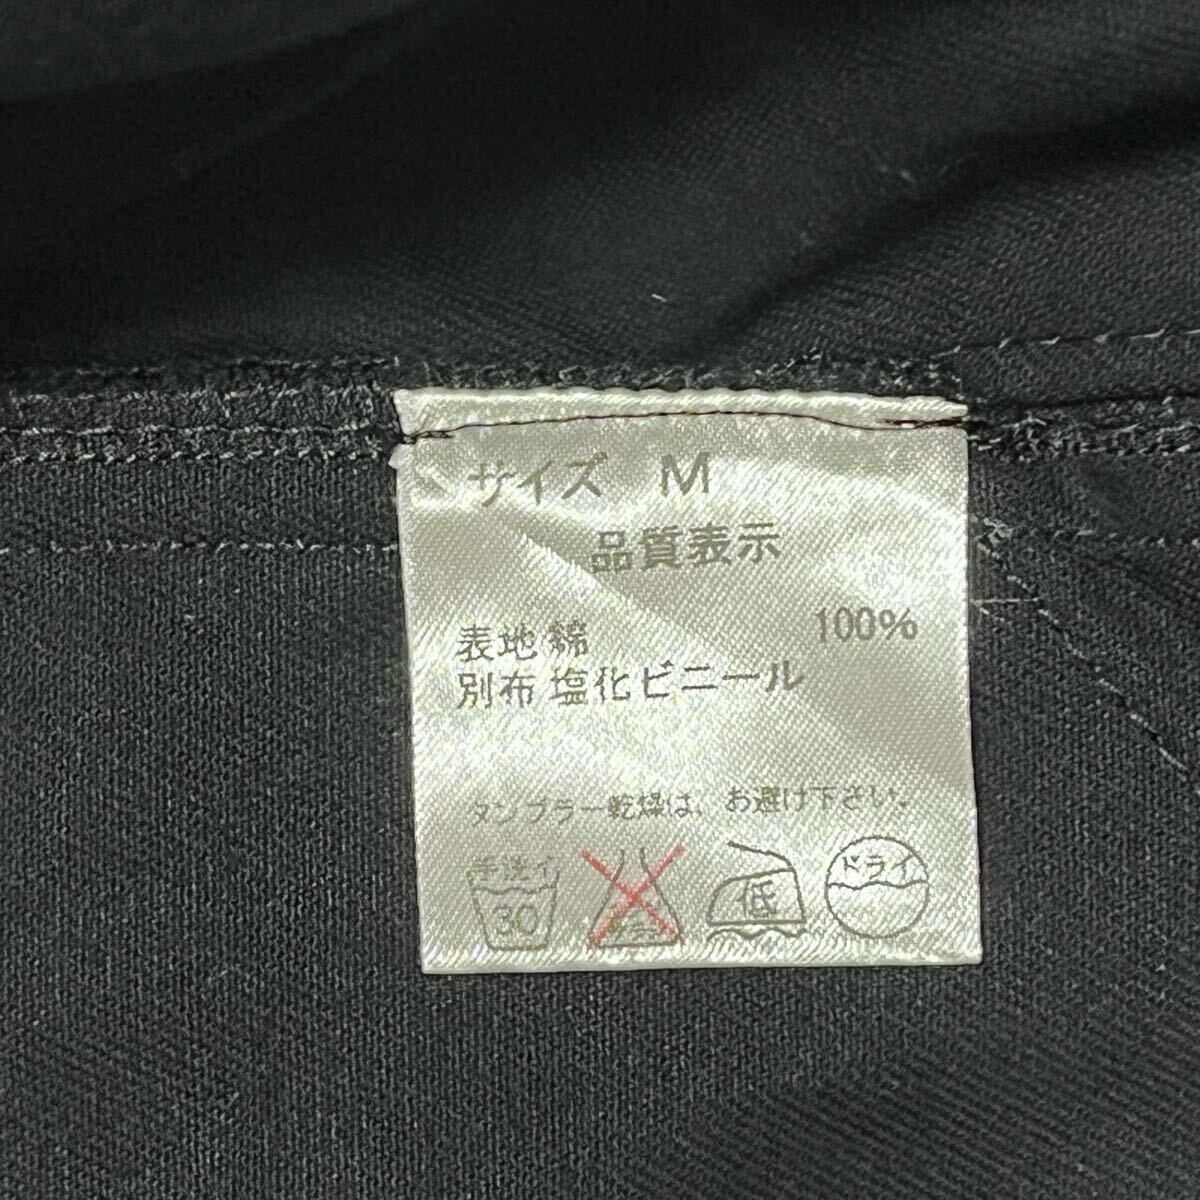 サイズ M
品質表示
表地 綿 100%
別布 塩化ビニール
タンブラー乾燥は、お避け下さい。
手洗イ
30
低
ドライ